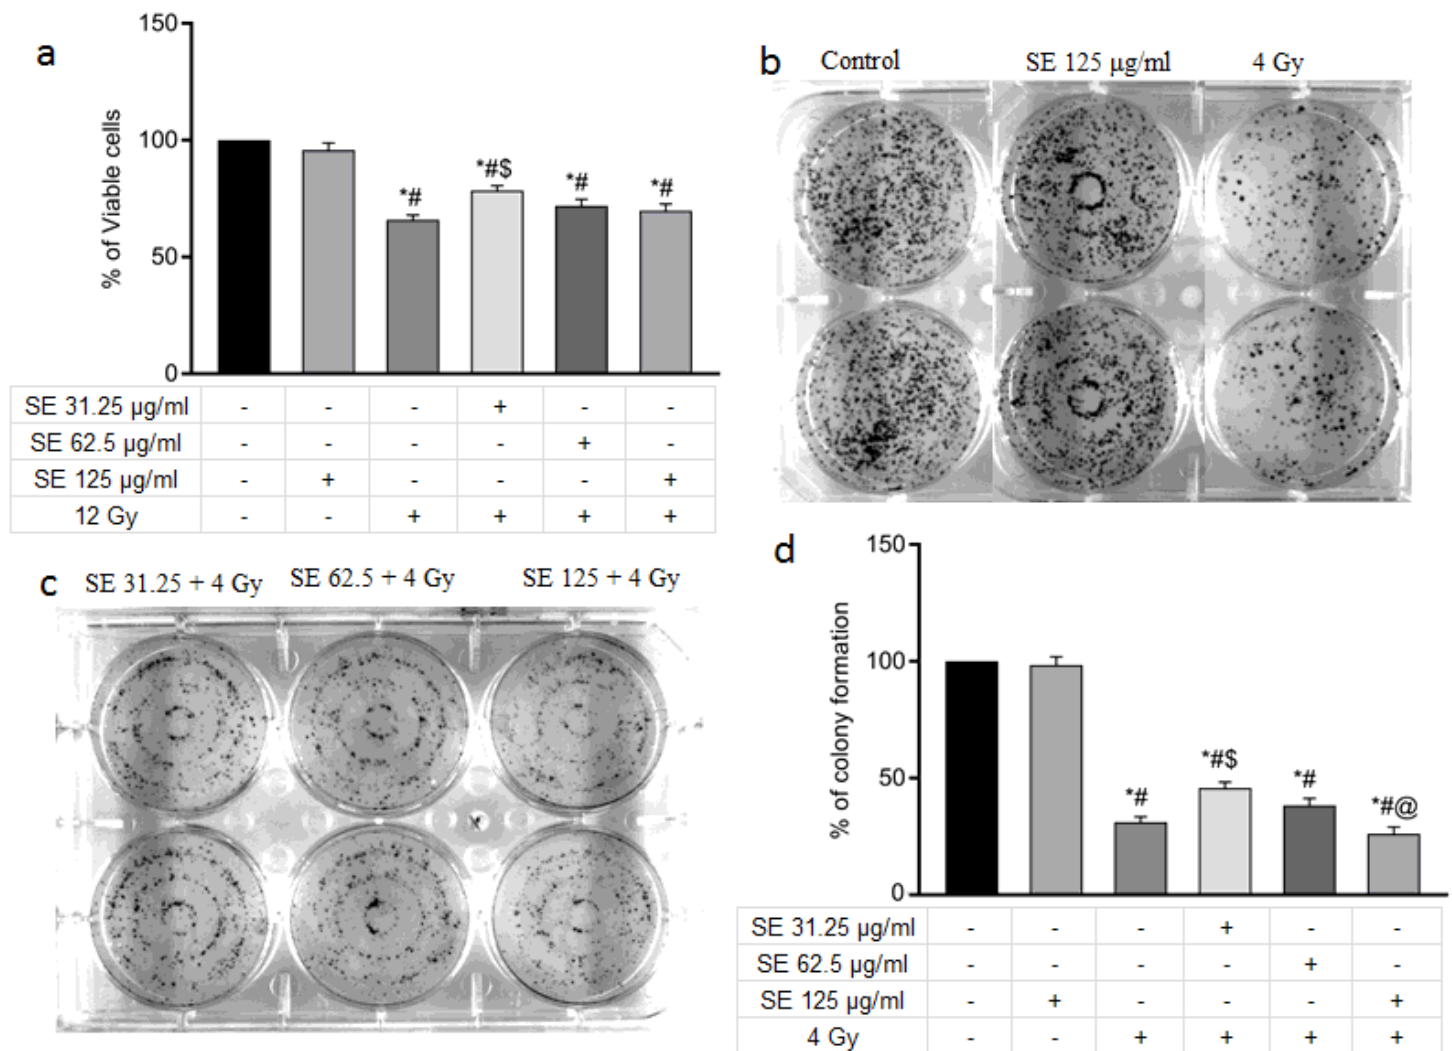 a
150
100
50
0
% of Viable cells
*#
*#$
*#
*#
SE 31.25 µg/ml - - - + - -
SE 62.5 µg/ml - - - - + -
SE 125 µg/ml - + - - - +
12 Gy - - + + + +
b
Control SE 125 µg/ml 4 Gy
c
SE 31.25 + 4 Gy SE 62.5 + 4 Gy SE 125 + 4 Gy
d
150
100
50
0
% of colony formation
*#
*#$
*#
*#@
SE 31.25 µg/ml - - - + - -
SE 62.5 µg/ml - - - - + -
SE 125 µg/ml - + - - - +
4 Gy - - + + + +